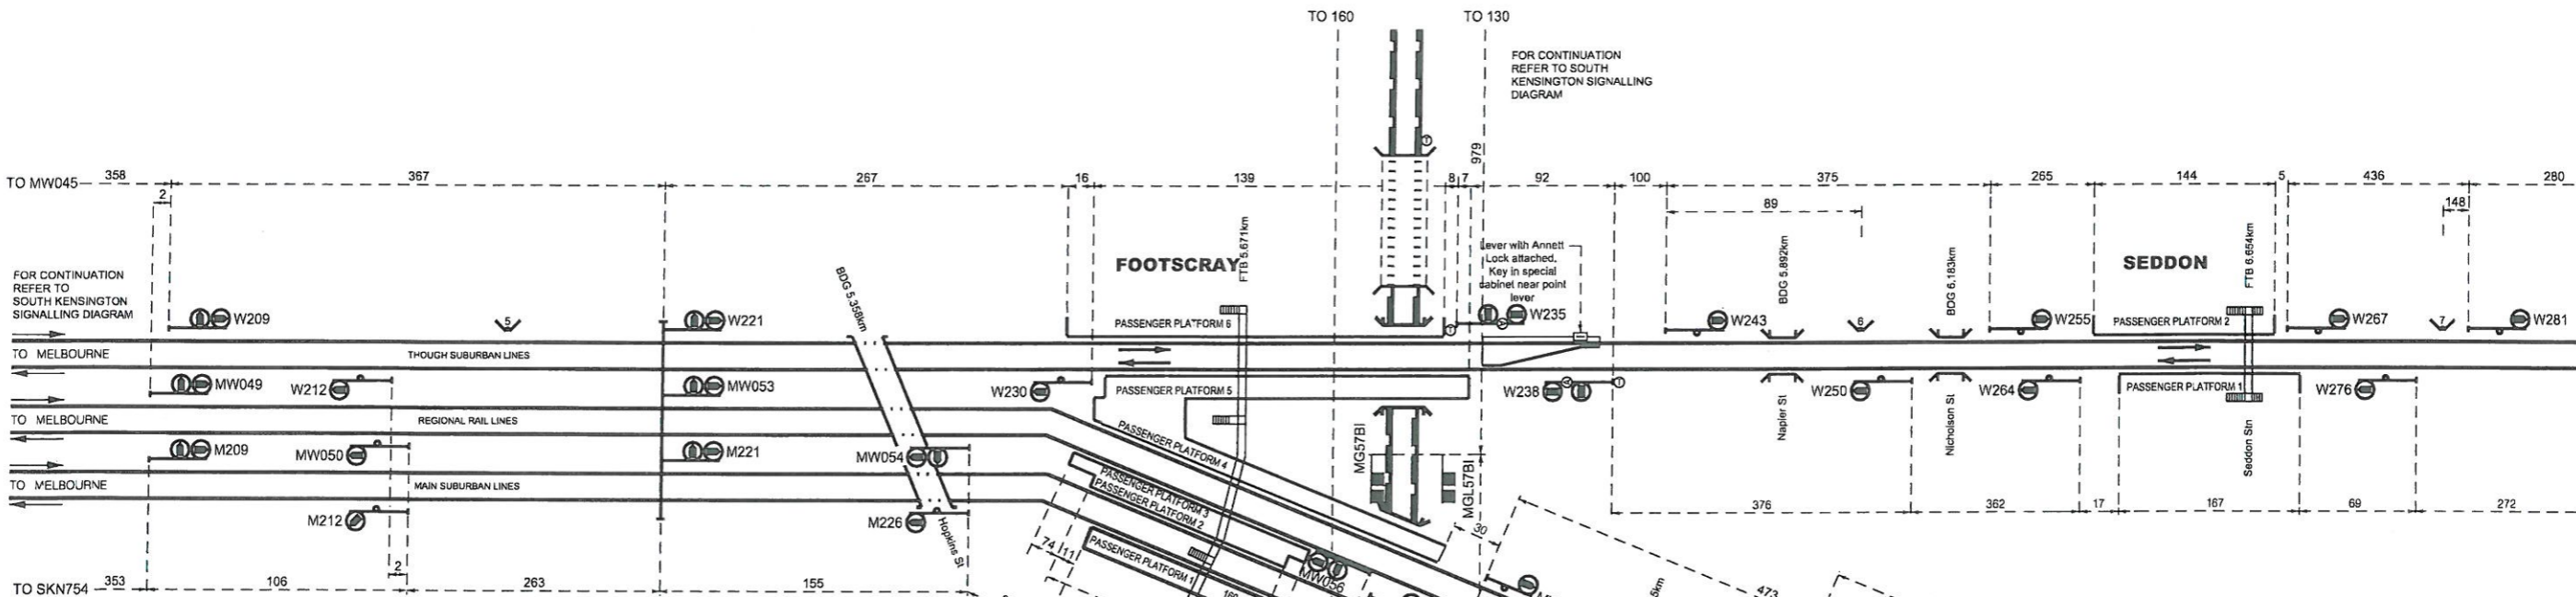 TO 160
TO 130
FOR CONTINUATION
REFER TO SOUTH
KENSINGTON SIGNALLING
DIAGRAM
979
TO MW045
358
367
267
16
139
8
7
92
100
375
265
144
5
436
280
2
89
148
FOOTSCRAY
FTB 5.671km
Lever with Annett
Lock attached.
Key in special
cabinet near point
lever
BDG 5.892km
BDG 6.183km
SEDDON
FTB 6.654km
FOR CONTINUATION
REFER TO
SOUTH KENSINGTON
SIGNALLING DIAGRAM
BDG 5.358km
W209
5
W221
PASSENGER PLATFORM 6
W235
W243
6
W255
PASSENGER PLATFORM 2
W267
7
W281
TO MELBOURNE
THOUGH SUBURBAN LINES
MW049
W212
MW053
W230
PASSENGER PLATFORM 5
W238
Napier St
W250
Nicholson St
W264
PASSENGER PLATFORM 1
W276
TO MELBOURNE
REGIONAL RAIL LINES
PASSENGER PLATFORM 4
M209
MW050
M221
MW054
MG57BI
MGL57BI
Seddon Stn
TO MELBOURNE
MAIN SUBURBAN LINES
PASSENGER PLATFORM 3
PASSENGER PLATFORM 2
M212
M226
Hopkins St
376
362
17
167
69
272
30
74
11
PASSENGER PLATFORM 1
MW056
TO SKN754
353
106
2
263
155
473